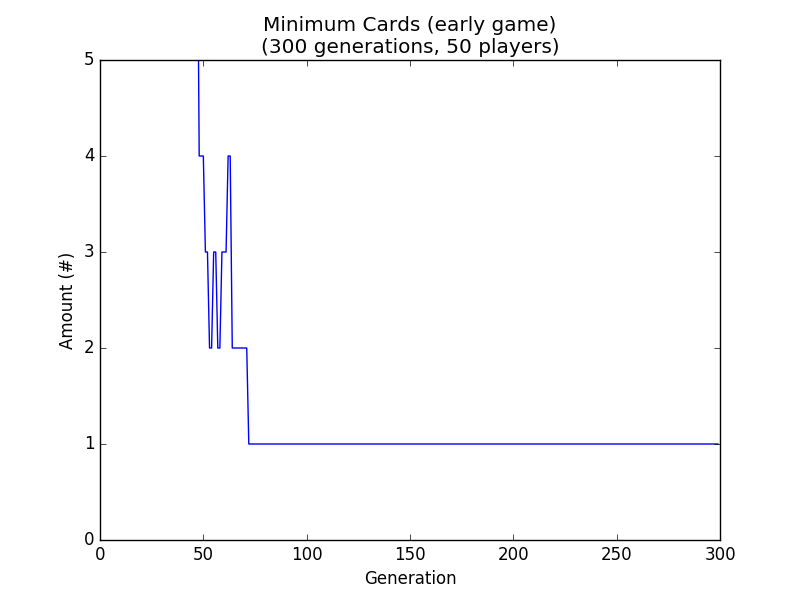 Minimum Cards (early game)
(300 generations, 50 players)
5
4
3
2
1
0
Amount (#)
0 50 100 150 200 250 300
Generation